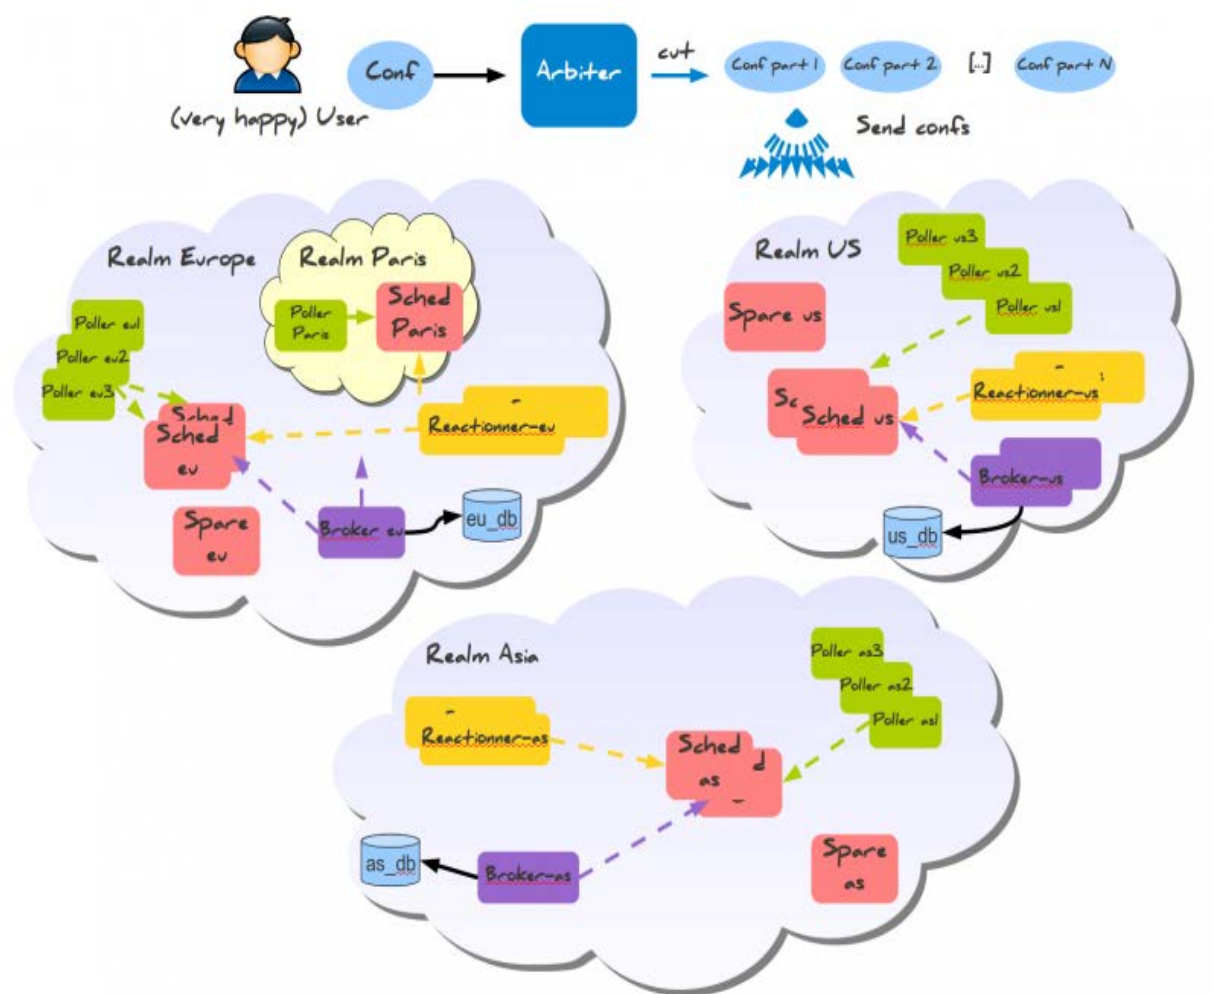 Conf
Arbiter
cut
Conf part 1
Conf part 2
[...]
Conf part N
(very happy) User
Send confs
Realm Europe
Realm Paris
Poller
Paris
Sched
Paris
Poller eu1
Poller eu2
Poller eu3
Sched
Sched
eu
Reactionner-eu
Spare
eu
Broker eu
eu_db
Realm US
Poller us3
Poller us2
Poller us1
Spare us
Sched us
Reactionner-us
Broker-us
us_db
Realm Asia
Poller as3
Poller as2
Poller as1
Reactionner-as
Sched
as
as_db
Broker-as
Spare
as